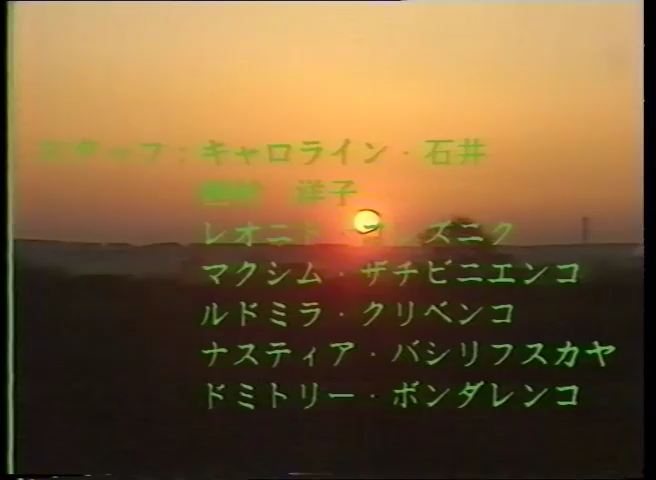 スタッフ:キャロライン・石井
洋子
レオニド・コ ズニク
マクシム・ザチビニエンコ
ルドミラ・クリベンコ
ナスティア・バシリフスカヤ
ドミトリー・ボンダレンコ